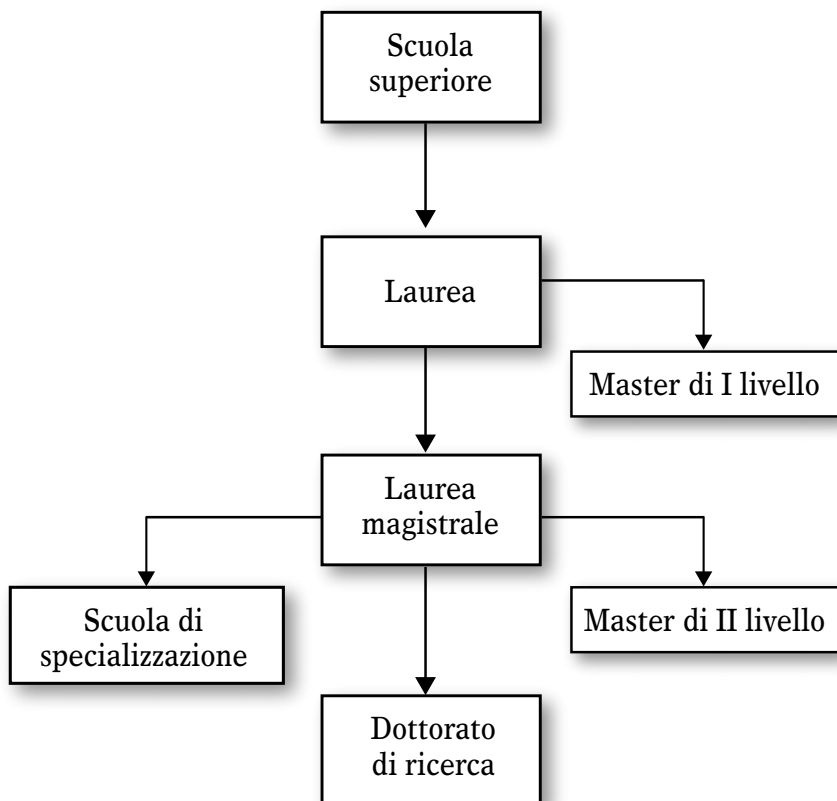 Scuola
superiore
Laurea
Master di I livello
Laurea
magistrale
Scuola di
specializzazione
Master di II livello
Dottorato
di ricerca